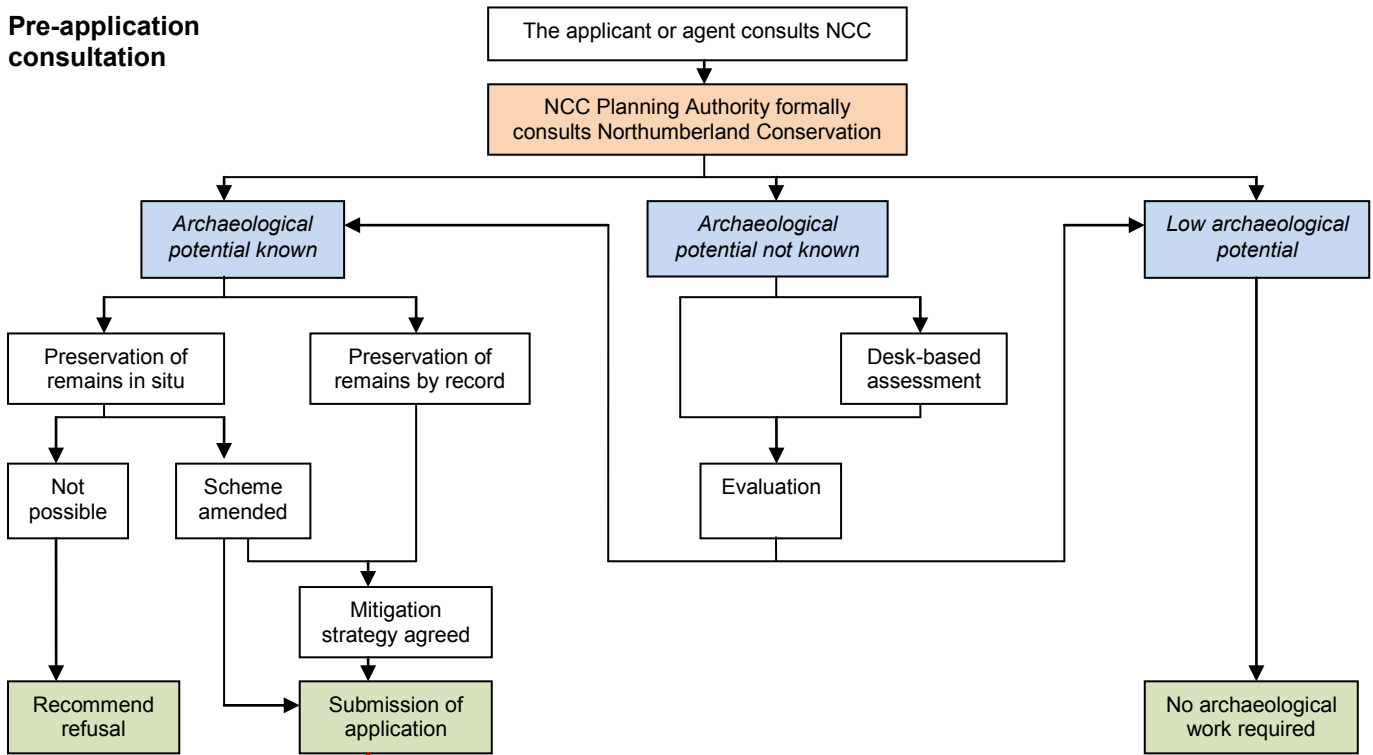 Pre-application
consultation
The applicant or agent consults NCC
NCC Planning Authority formally
consults Northumberland Conservation
Archaeological
potential known
Archaeological
potential not known
Low archaeological
potential
Preservation of
remains in situ
Preservation of
remains by record
Desk-based
assessment
Not
possible
Scheme
amended
Evaluation
Mitigation
strategy agreed
Recommend
refusal
Submission of
application
No archaeological
work required